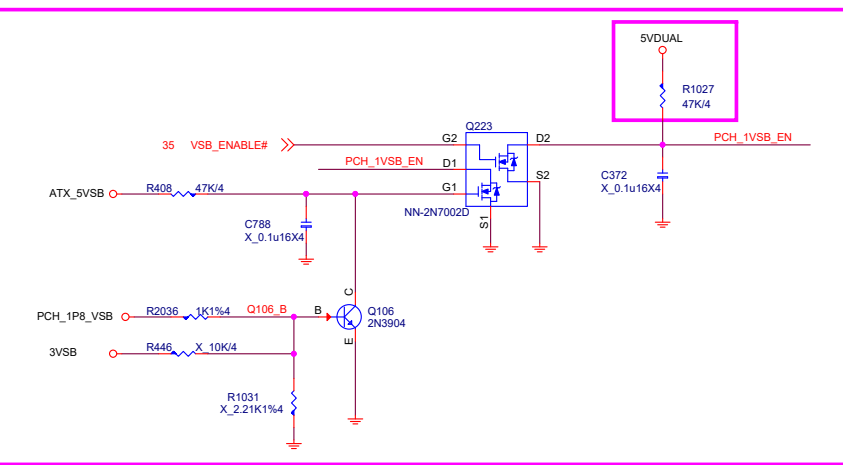 5VDUAL
R1027
47K/4
Q223
35 VSB_ENABLE#
G2
D2
PCH_1VSB_EN
PCH_1VSB_EN
D1
S2
C372
X_0.1u16X4
ATX_5VSB
R408
47K/4
G1
NN-2N7002D
S1
C788
X_0.1u16X4
C
PCH_1P8_VSB
R2036
1K1%4
Q106_B
B
Q106
2N3904
E
3VSB
R446
X_10K/4
R1031
X_2.21K1%4